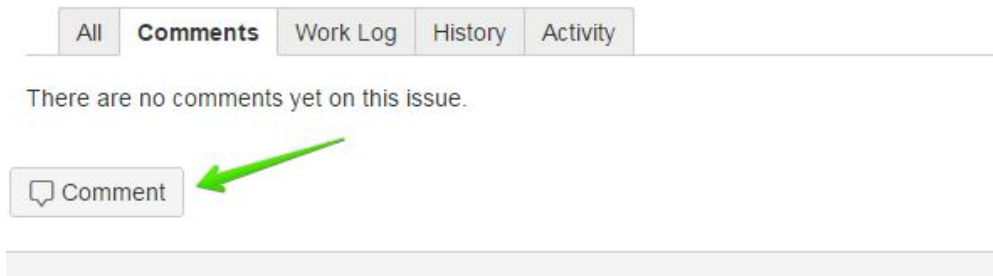 All Comments Work Log History Activity
There are no comments yet on this issue.
Comment